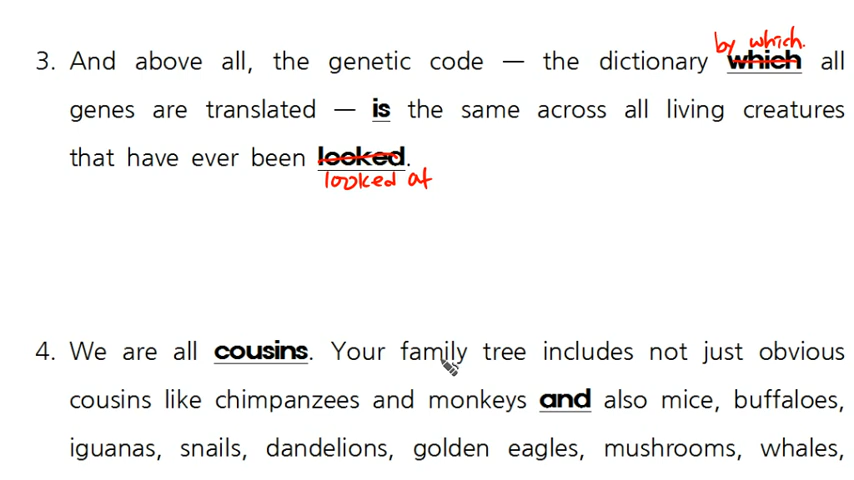 by which.
3. And above all, the genetic code — the dictionary which all
genes are translated — is the same across all living creatures
that have ever been looked.
looked at
4. We are all cousins. Your family tree includes not just obvious
cousins like chimpanzees and monkeys and also mice, buffaloes,
iguanas, snails, dandelions, golden eagles, mushrooms, whales,